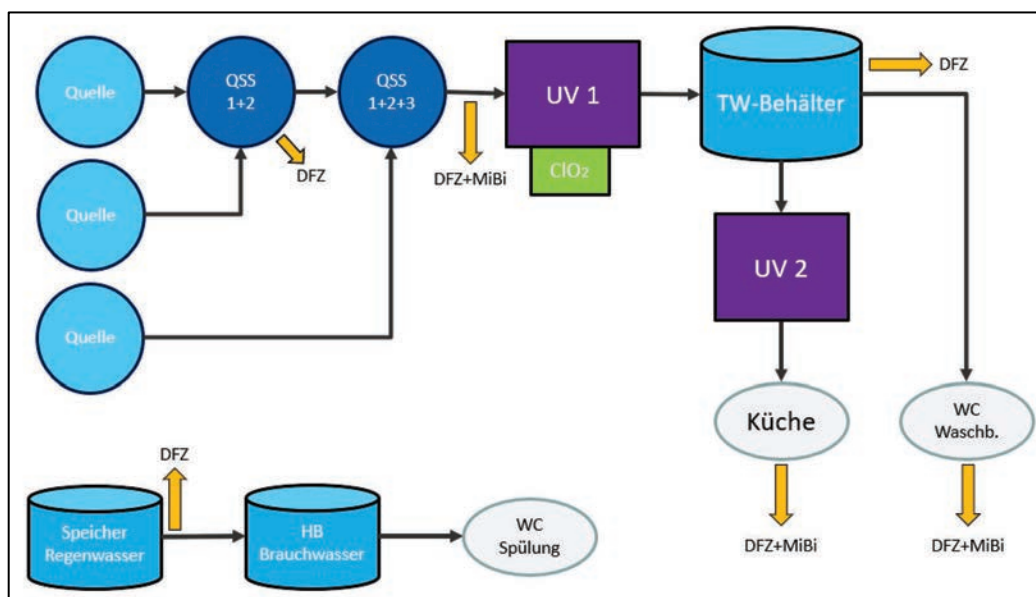 Quelle
QSS
1+2
QSS
1+2+3
UV 1
ClO₂
TW-Behälter
DFZ
DFZ
DFZ+MiBi
Quelle
UV 2
Quelle
Küche
WC
Waschb.
DFZ
Speicher
Regenwasser
HB
Brauchwasser
WC
Spülung
DFZ+MiBi
DFZ+MiBi